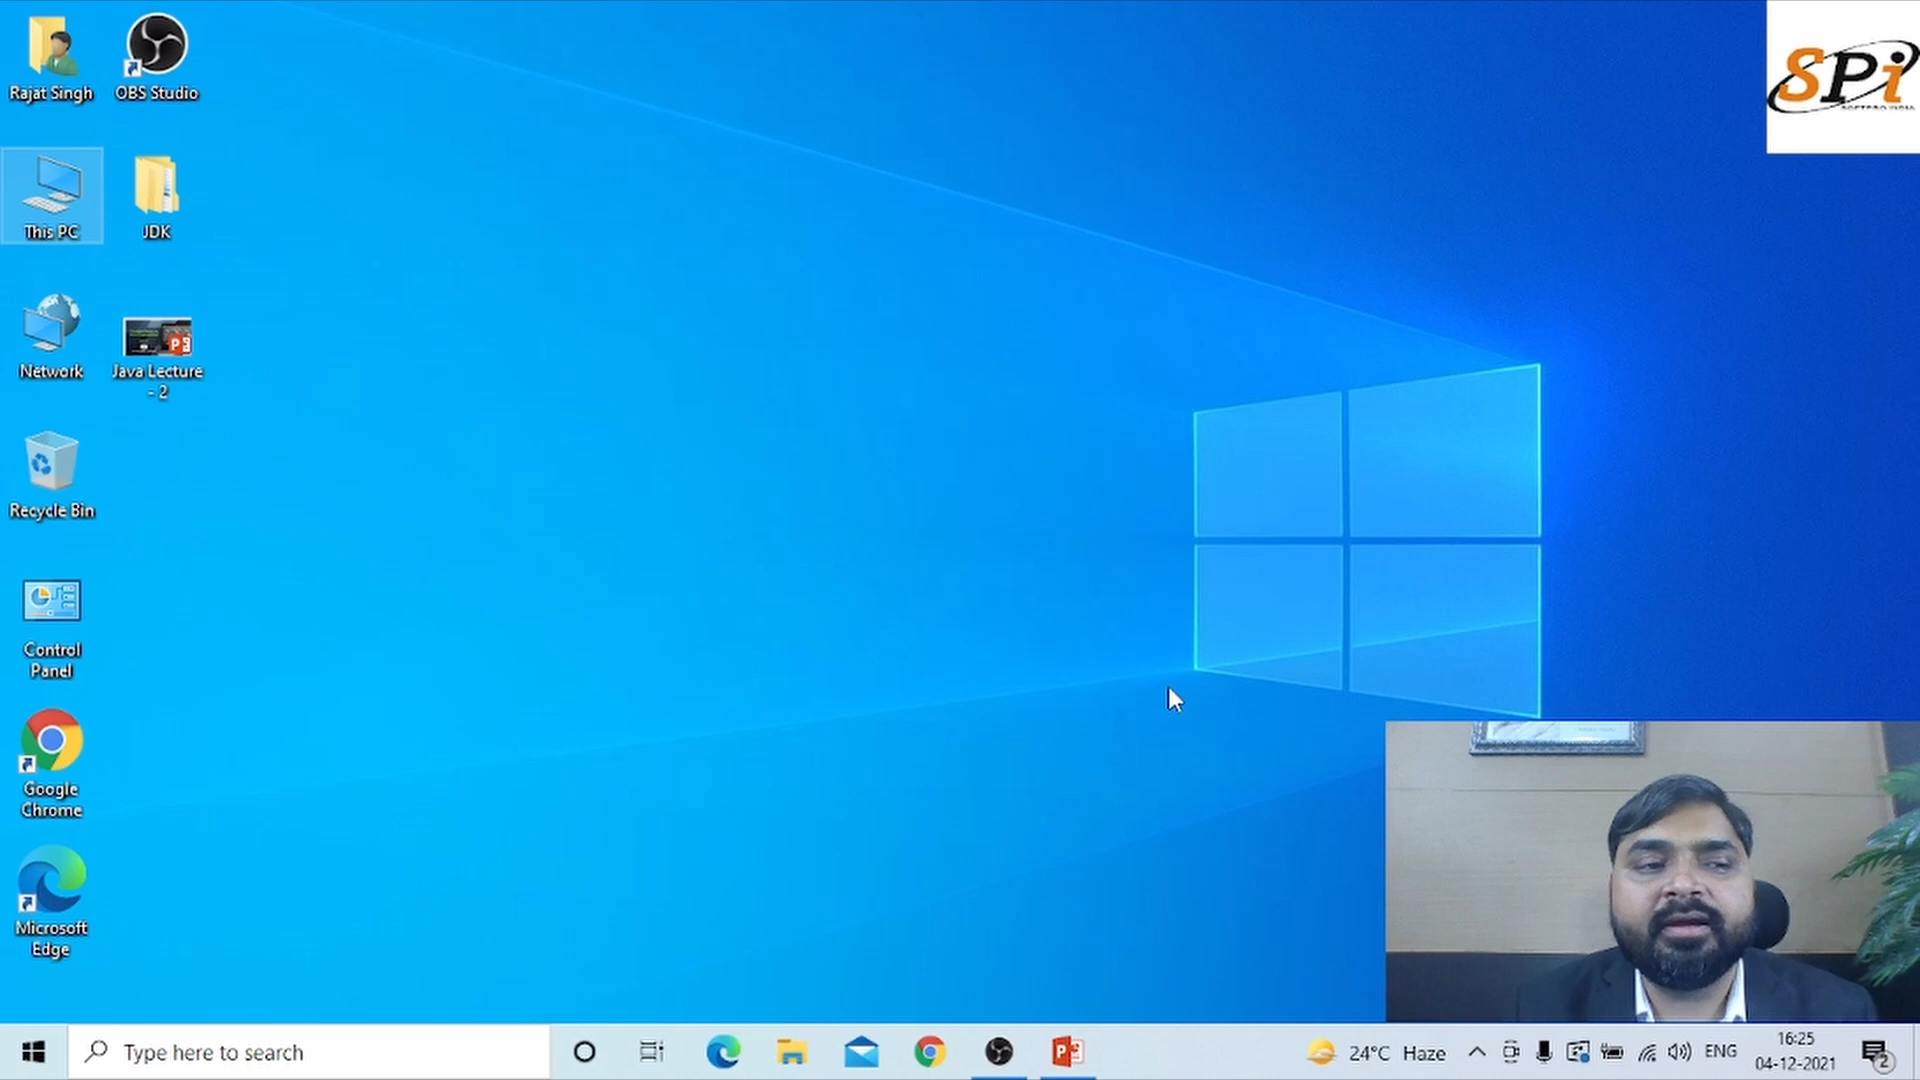 Rajat Singh
OBS Studio
SPi
This PC
JDK
Network
Java Lecture
- 2
Recycle Bin
Control
Panel
Google
Chrome
Microsoft
Edge
Type here to search
24°C Haze
ENG
16:25
04-12-2021
2